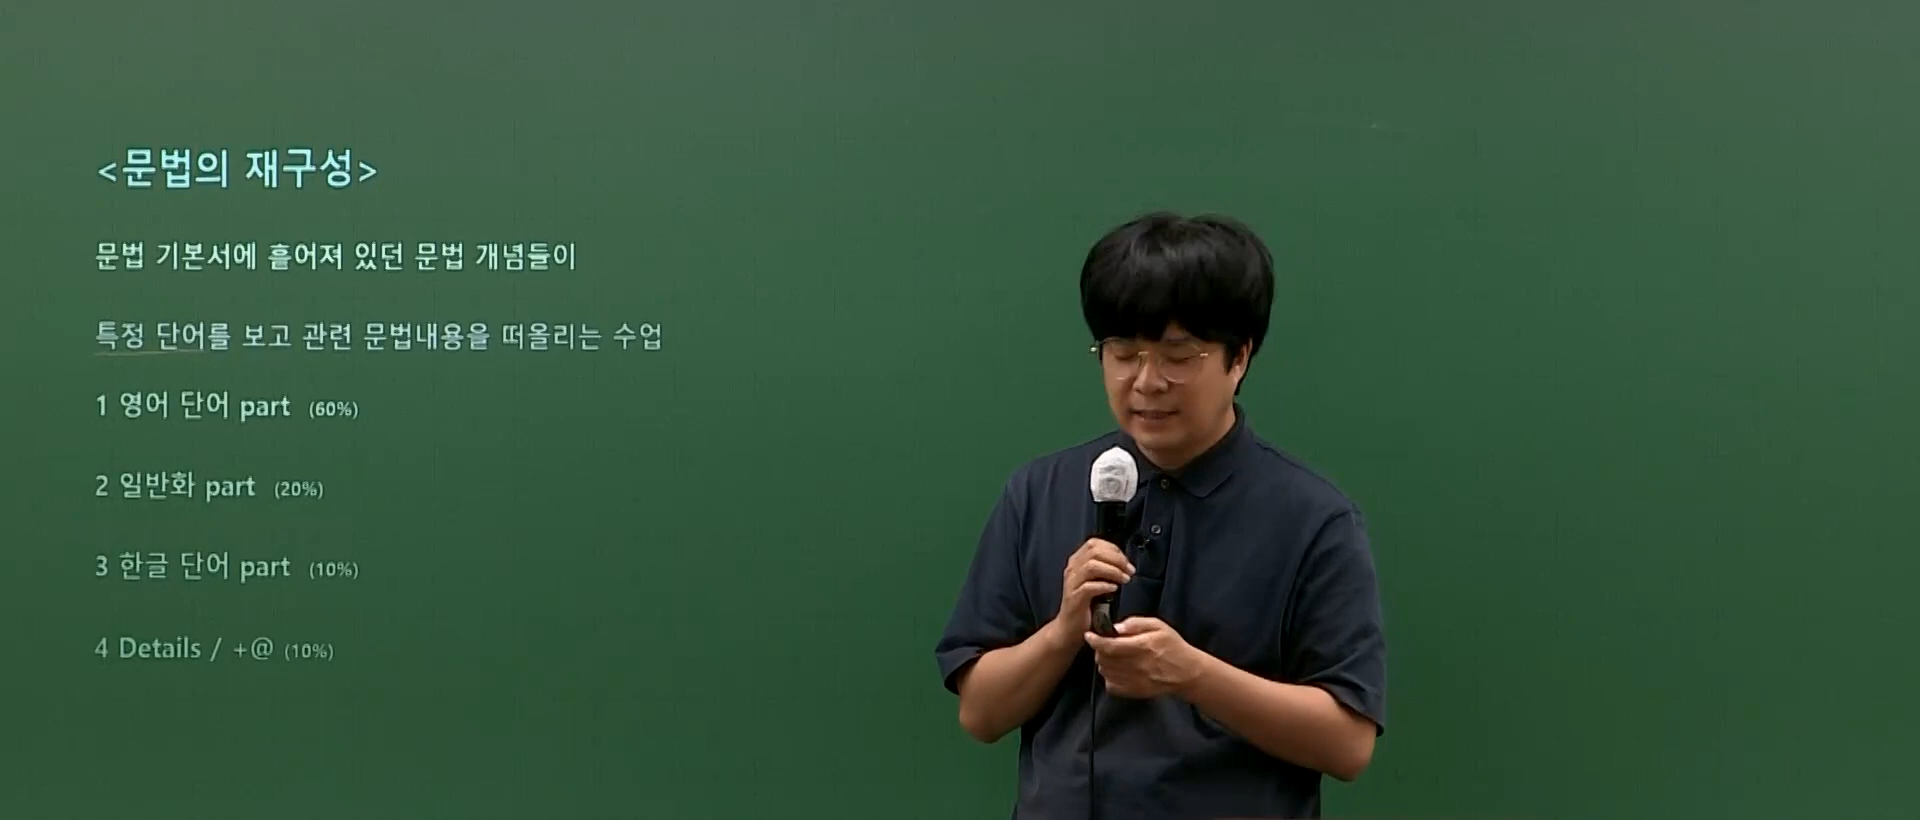 <문법의 재구성>
문법 기본서에 흩어져 있던 문법 개념들이
특정 단어를 보고 관련 문법내용을 떠올리는 수업
1 영어 단어 part (60%)
2 일반화 part (20%)
3 한글 단어 part (10%)
4 Details / +@ (10%)